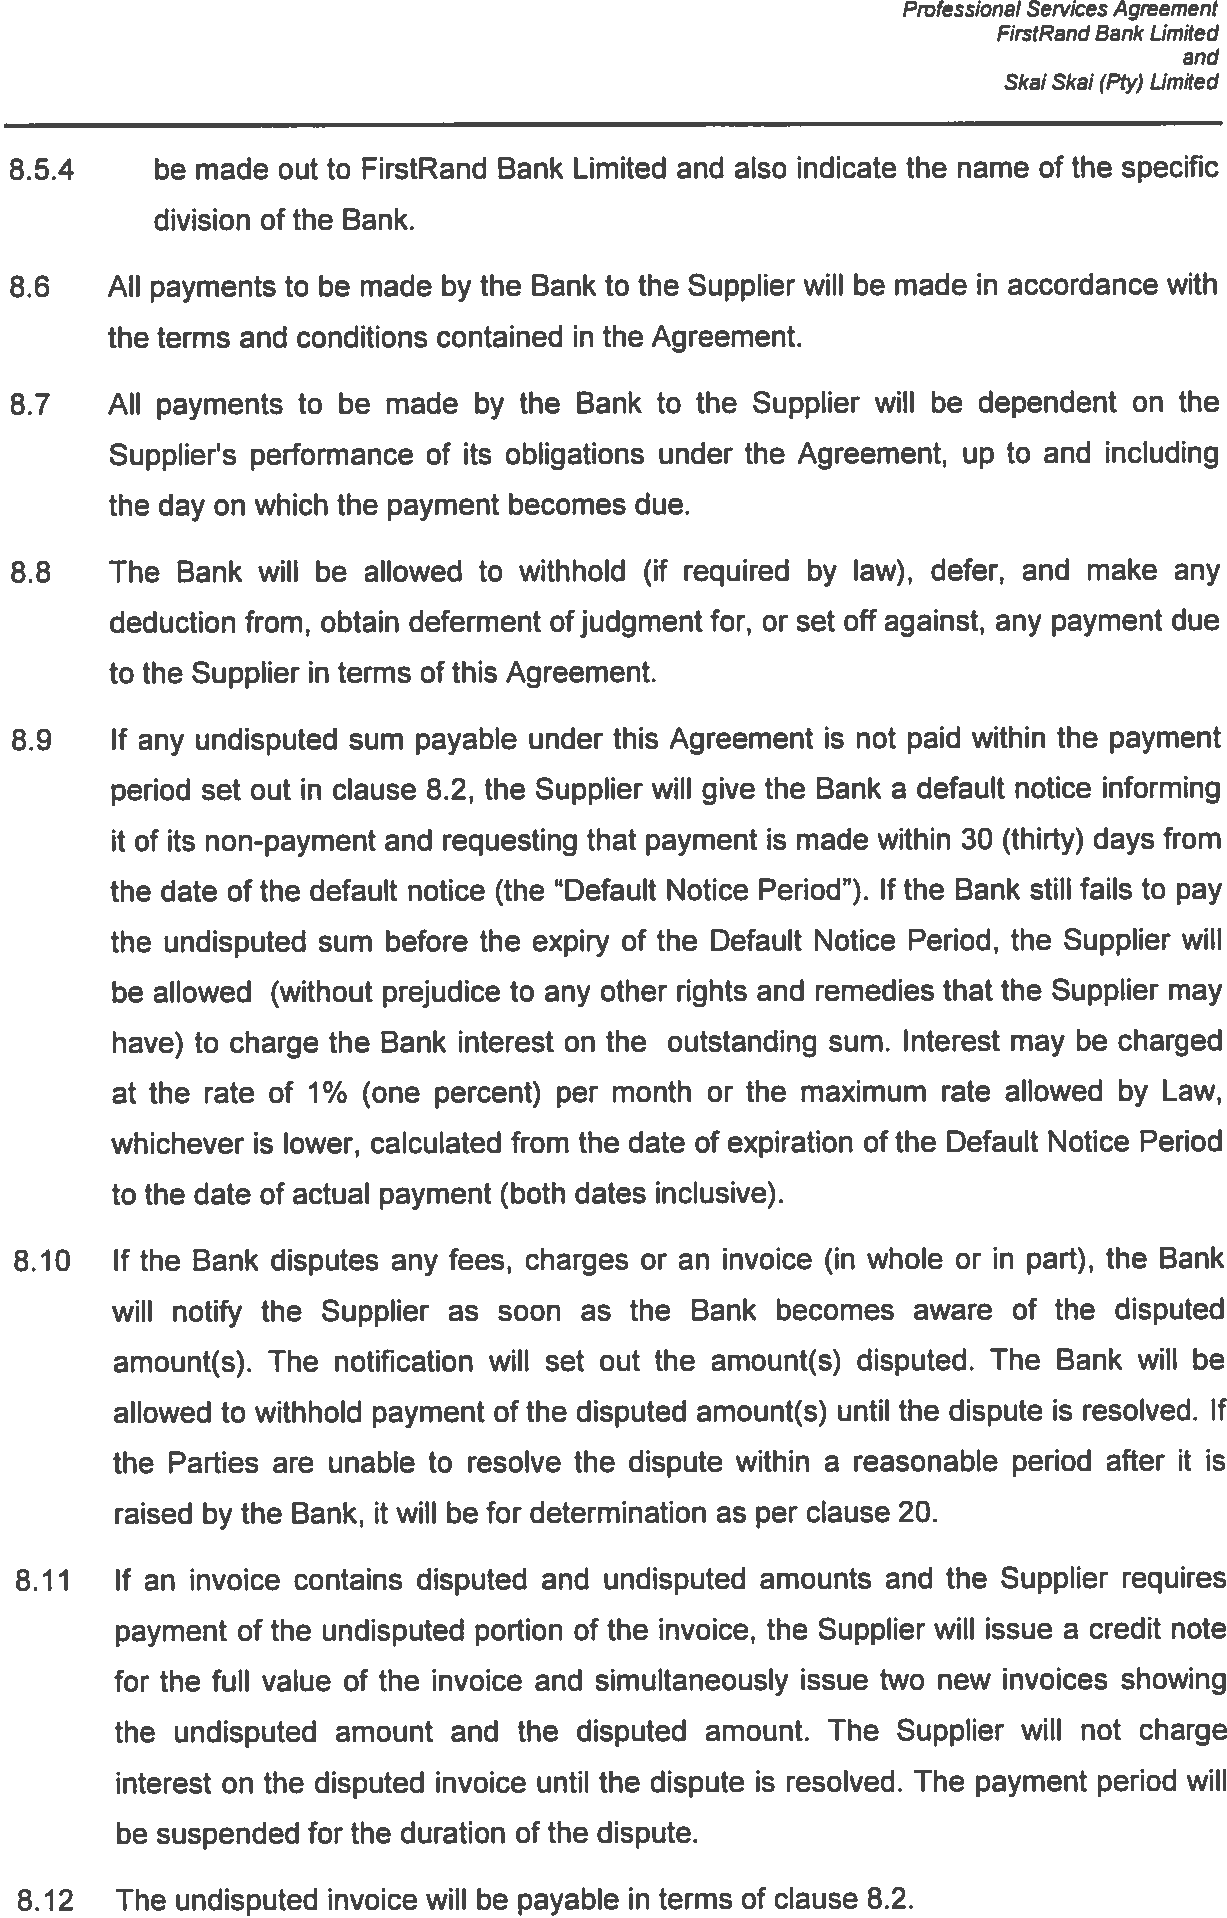 Professional Services Agreement
FirstRand Bank Limited
and
Skai Skai (Pty) Limited
8.5.4 be made out to FirstRand Bank Limited and also indicate the name of the specific
division of the Bank.
8.6 All payments to be made by the Bank to the Supplier will be made in accordance with
the terms and conditions contained in the Agreement.
8.7 All payments to be made by the Bank to the Supplier will be dependent on the
Supplier's performance of its obligations under the Agreement, up to and including
the day on which the payment becomes due.
8.8 The Bank will be allowed to withhold (if required by law), defer, and make any
deduction from, obtain deferment of judgment for, or set off against, any payment due
to the Supplier in terms of this Agreement.
8.9 If any undisputed sum payable under this Agreement is not paid within the payment
period set out in clause 8.2, the Supplier will give the Bank a default notice informing
it of its non-payment and requesting that payment is made within 30 (thirty) days from
the date of the default notice (the “Default Notice Period”). If the Bank still fails to pay
the undisputed sum before the expiry of the Default Notice Period, the Supplier will
be allowed (without prejudice to any other rights and remedies that the Supplier may
have) to charge the Bank interest on the outstanding sum. Interest may be charged
at the rate of 1% (one percent) per month or the maximum rate allowed by Law,
whichever is lower, calculated from the date of expiration of the Default Notice Period
to the date of actual payment (both dates inclusive).
8.10 If the Bank disputes any fees, charges or an invoice (in whole or in part), the Bank
will notify the Supplier as soon as the Bank becomes aware of the disputed
amount(s). The notification will set out the amount(s) disputed. The Bank will be
allowed to withhold payment of the disputed amount(s) until the dispute is resolved. If
the Parties are unable to resolve the dispute within a reasonable period after it is
raised by the Bank, it will be for determination as per clause 20.
8.11 If an invoice contains disputed and undisputed amounts and the Supplier requires
payment of the undisputed portion of the invoice, the Supplier will issue a credit note
for the full value of the invoice and simultaneously issue two new invoices showing
the undisputed amount and the disputed amount. The Supplier will not charge
interest on the disputed invoice until the dispute is resolved. The payment period will
be suspended for the duration of the dispute.
8.12 The undisputed invoice will be payable in terms of clause 8.2.